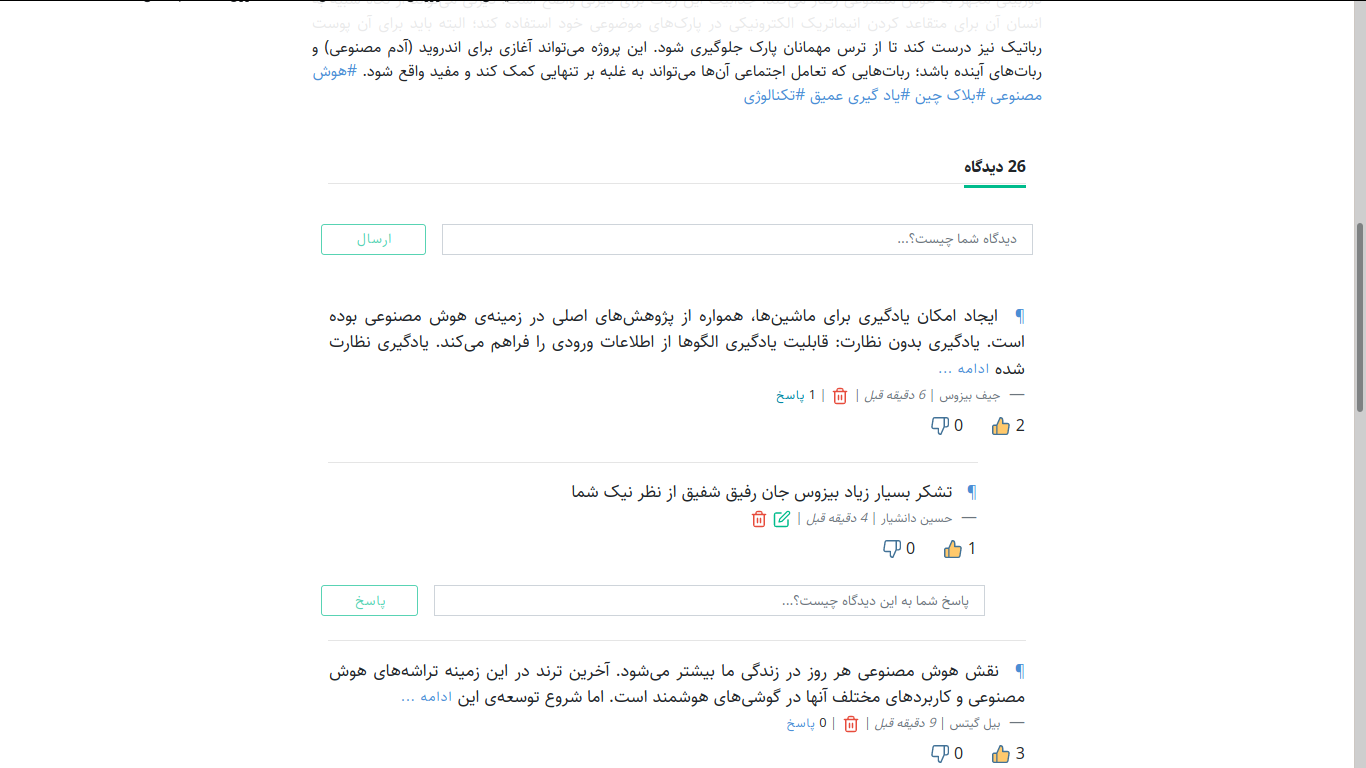 انسان آن برای متقاعد کردن انیماتریک الکترونیکی در پارک‌های موضوعی خود استفاده کند؛ البته باید برای آن پوست
رباتیک نیز درست کند تا از ترس مهمانان پارک جلوگیری شود. این پروژه می‌تواند آغازی برای اندروید (آدم مصنوعی) و
ربات‌های آینده باشد؛ ربات‌هایی که تعامل اجتماعی آن‌ها می‌تواند به غلبه بر تنهایی کمک کند و مفید واقع شود. #هوش
مصنوعی #بلاک چین #یاد گیری عمیق #تکنالوژی
26 دیدگاه
دیدگاه شما چیست؟...
ارسال
¶ ایجاد امکان یادگیری برای ماشین‌ها، همواره از پژوهش‌های اصلی در زمینه‌ی هوش مصنوعی بوده
است. یادگیری بدون نظارت: قابلیت یادگیری الگوها از اطلاعات ورودی را فراهم می‌کند. یادگیری نظارت
شده ادامه ...
— جیف بیزوس | 6 دقیقه قبل | | 1 پاسخ
2 0
¶ تشکر بسیار زیاد بیزوس جان رفیق شفیق از نظر نیک شما
— حسین دانشیار | 4 دقیقه قبل |
1 0
پاسخ شما به این دیدگاه چیست؟...
پاسخ
¶ نقش هوش مصنوعی هر روز در زندگی ما بیشتر می‌شود. آخرین ترند در این زمینه تراشه‌های هوش
مصنوعی و کاربردهای مختلف آنها در گوشی‌های هوشمند است. اما شروع توسعه‌ی این ادامه ...
— بیل گیتس | 9 دقیقه قبل | | 0 پاسخ
3 0